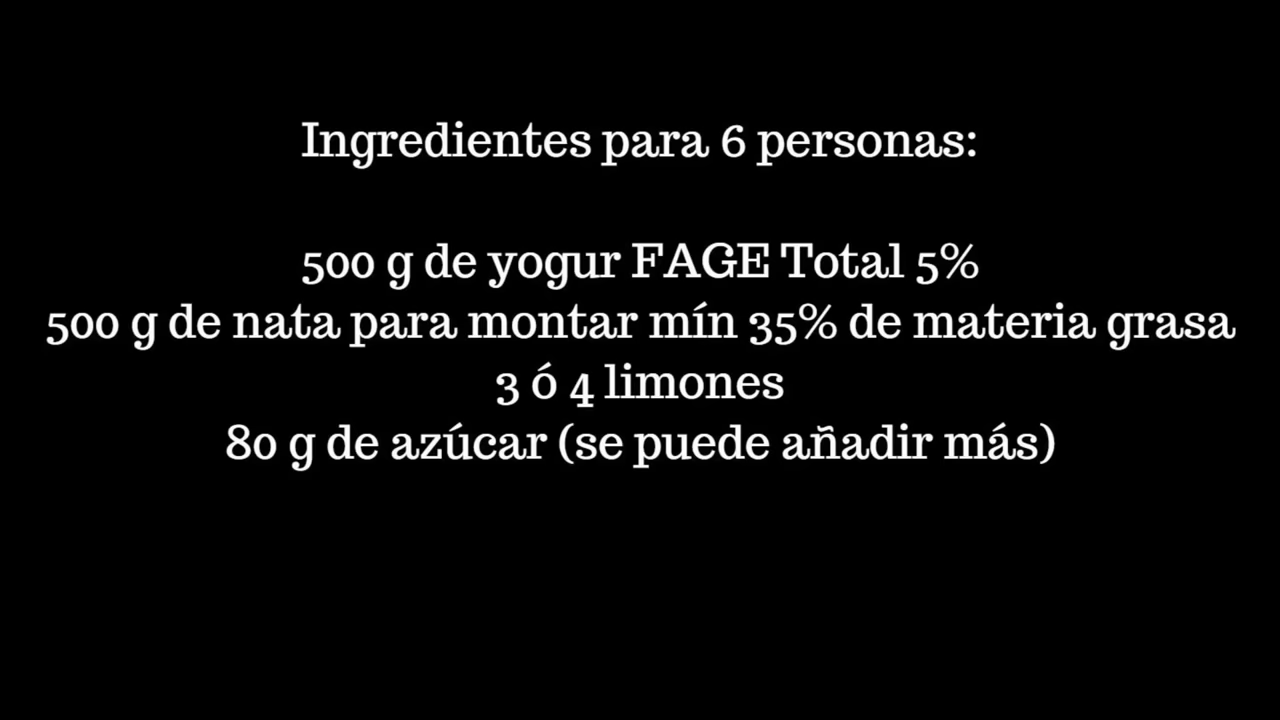 Ingredientes para 6 personas:
500 g de yogur FAGE Total 5%
500 g de nata para montar mín 35% de materia grasa
3 ó 4 limones
80 g de azúcar (se puede añadir más)